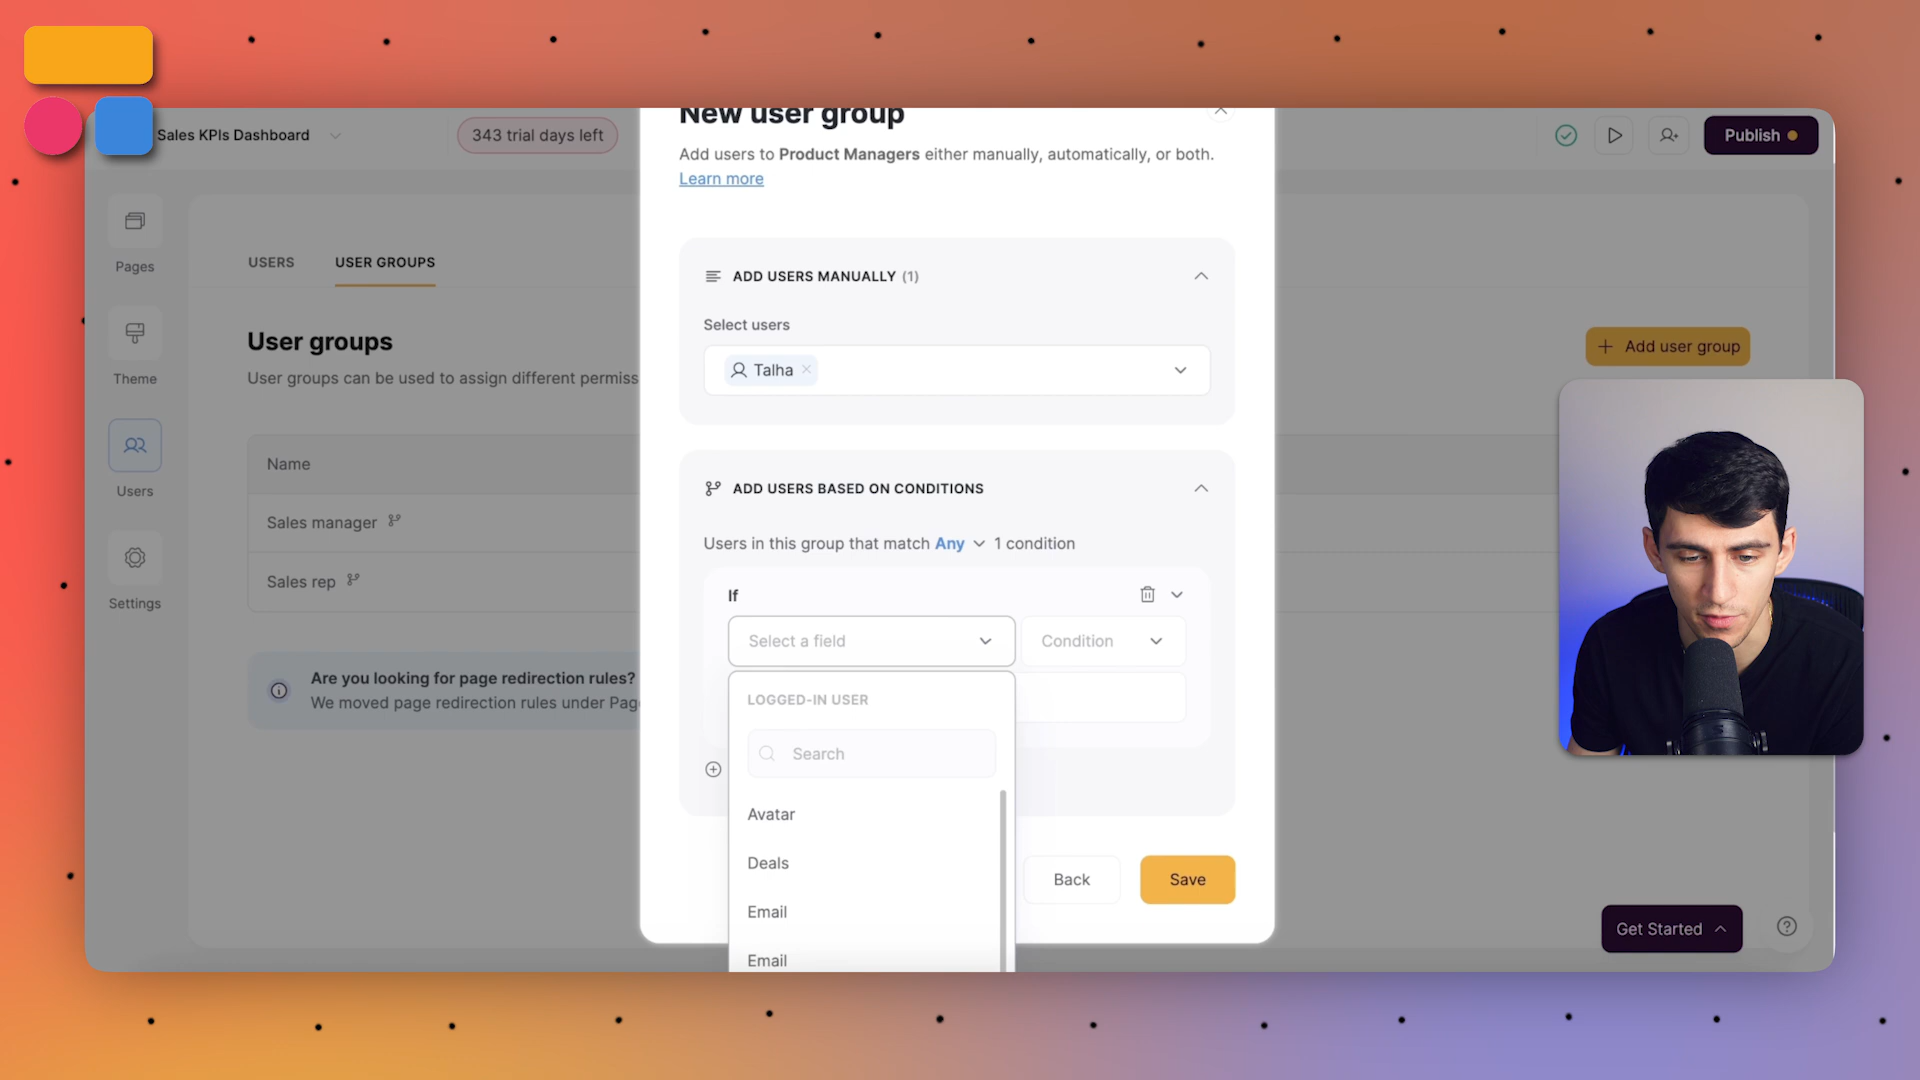 Sales KPIs Dashboard
343 trial days left
Publish
Pages
Theme
Users
Settings
USERS
USER GROUPS
User groups
User groups can be used to assign different permiss
Add user group
Name
Sales manager
Sales rep
Are you looking for page redirection rules?
We moved page redirection rules under Pag
New user group
Add users to Product Managers either manually, automatically, or both.
Learn more
ADD USERS MANUALLY (1)
Select users
Talha
ADD USERS BASED ON CONDITIONS
Users in this group that match Any 1 condition
If
Select a field
Condition
LOGGED-IN USER
Search
Avatar
Deals
Email
Email
Back
Save
Get Started